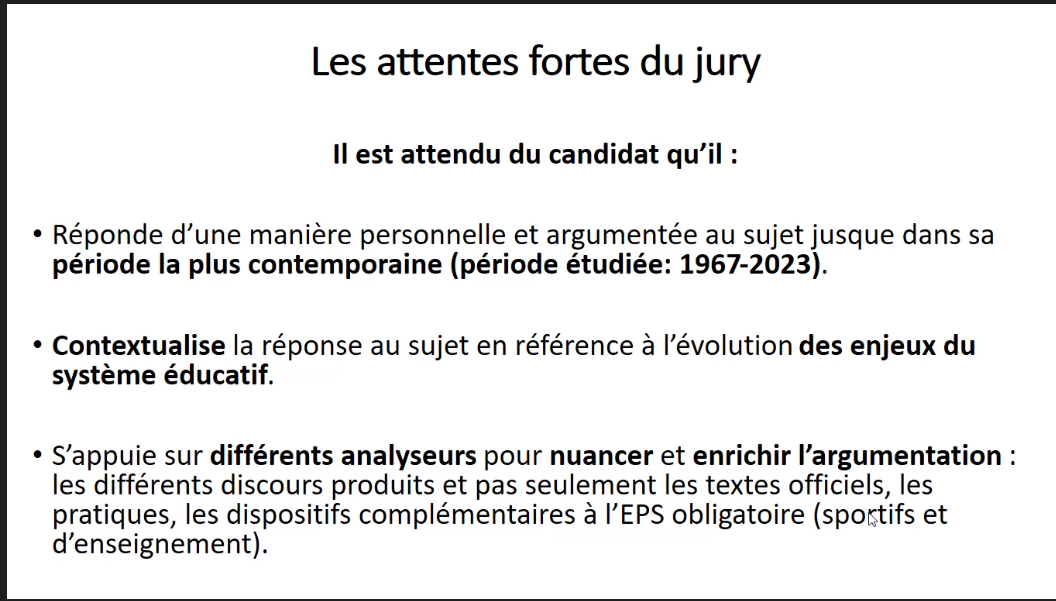 Les attentes fortes du jury
Il est attendu du candidat qu'il :
• Réponde d'une manière personnelle et argumentée au sujet jusque dans sa
période la plus contemporaine (période étudiée: 1967-2023).
• Contextualise la réponse au sujet en référence à l'évolution des enjeux du
système éducatif.
• S'appuie sur différents analyseurs pour nuancer et enrichir l'argumentation :
les différents discours produits et pas seulement les textes officiels, les
pratiques, les dispositifs complémentaires à l'EPS obligatoire (sportifs et
d'enseignement).